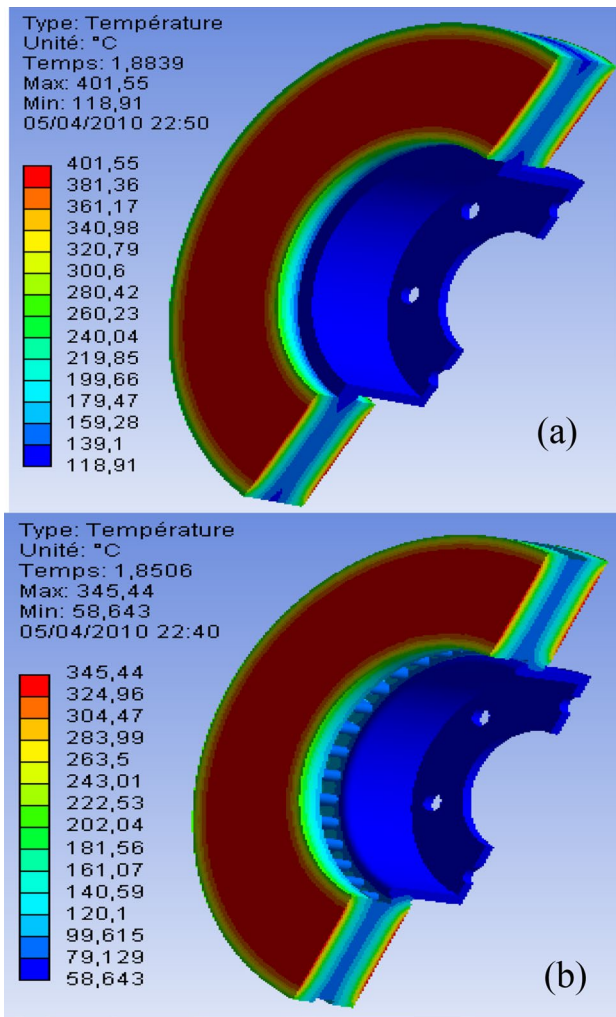 Type: Température
Unité: °C
Temps: 1,8839
Max: 401,55
Min: 118,91
05/04/2010 22:50
401,55
381,36
361,17
340,98
320,79
300,6
280,42
260,23
240,04
219,85
199,66
179,47
159,28
139,1
118,91
(a)
Type: Température
Unité: °C
Temps: 1,8506
Max: 345,44
Min: 58,643
05/04/2010 22:40
345,44
324,96
304,47
283,99
263,5
243,01
222,53
202,04
181,56
161,07
140,59
120,1
99,615
79,129
58,643
(b)